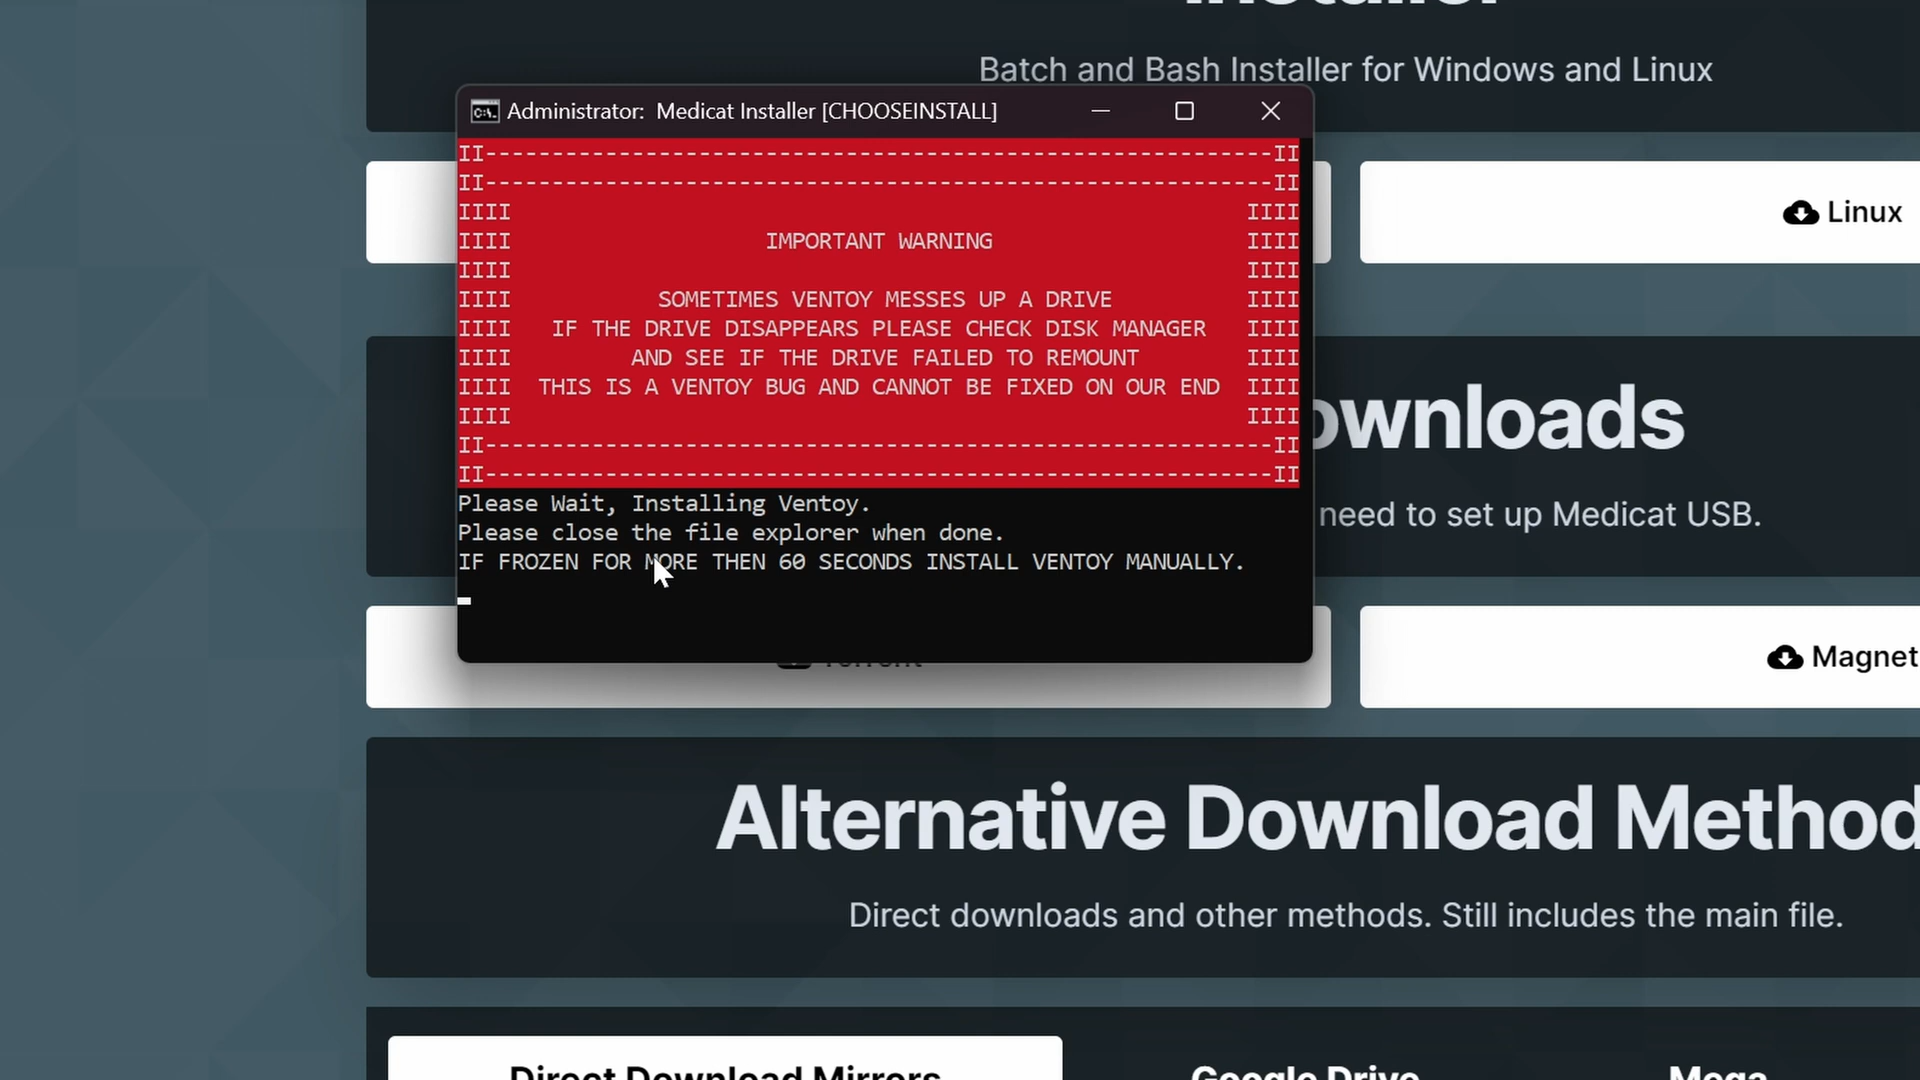 Installer
Batch and Bash Installer for Windows and Linux
Administrator: Medicat Installer [CHOOSEINSTALL]
II-----------------------------------------------------------II
II-----------------------------------------------------------II
IIII IIII
IIII IMPORTANT WARNING IIII
IIII IIII
IIII SOMETIMES VENTOY MESSES UP A DRIVE IIII
IIII IF THE DRIVE DISAPPEARS PLEASE CHECK DISK MANAGER IIII
IIII AND SEE IF THE DRIVE FAILED TO REMOUNT IIII
IIII THIS IS A VENTOY BUG AND CANNOT BE FIXED ON OUR END IIII
IIII IIII
II-----------------------------------------------------------II
II-----------------------------------------------------------II
Please Wait, Installing Ventoy.
Please close the file explorer when done.
IF FROZEN FOR MORE THEN 60 SECONDS INSTALL VENTOY MANUALLY.
Linux
ownloads
need to set up Medicat USB.
Torrent
Magnet
Alternative Download Method
Direct downloads and other methods. Still includes the main file.
Direct Download Mirrors
Google Drive
Mega